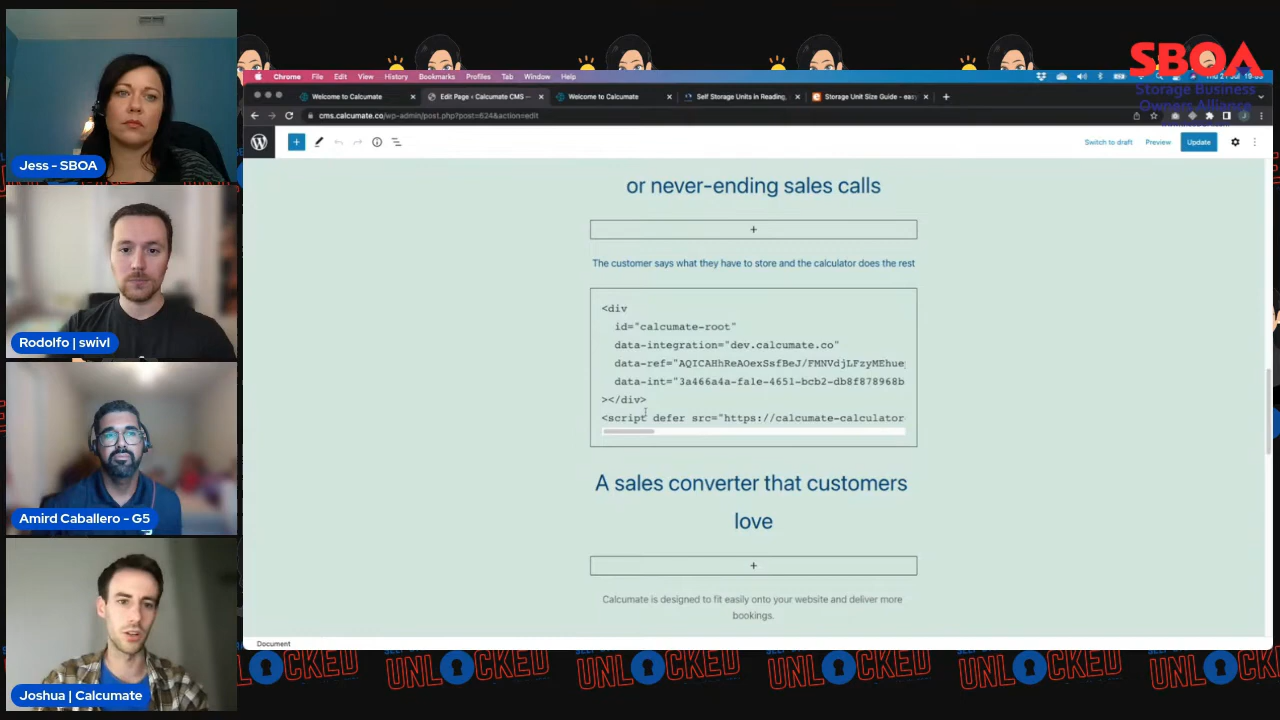 Jess - SBOA
Rodolfo | swivl
Amird Caballero - G5
Joshua | Calcumate
SBOA
Storage Business
Owners Alliance
Chrome File Edit View History Bookmarks Profiles Tab Window Help
Welcome to Calcumate
Edit Page ‹ Calcumate CMS —
Welcome to Calcumate
Self Storage Units in Reading,
Storage Unit Size Guide - eas
cms.calcumate.co/wp-admin/post.php?post=624&action=edit
Switch to draft Preview Update
or never-ending sales calls
The customer says what they have to store and the calculator does the rest
<div
id="calcumate-root"
data-integration="dev.calcumate.co"
data-ref="AQICAHhReAOexSsfBeJ/FMNVdjLFzyMEhue
data-int="3a466a4a-fa1e-4651-bcb2-db8f878968b
></div>
<script defer src="https://calcumate-calculator
A sales converter that customers
love
Calcumate is designed to fit easily onto your website and deliver more
bookings.
Document
UNLOCKED
UNLOCKED
UNLOCKED
UNLOCKED